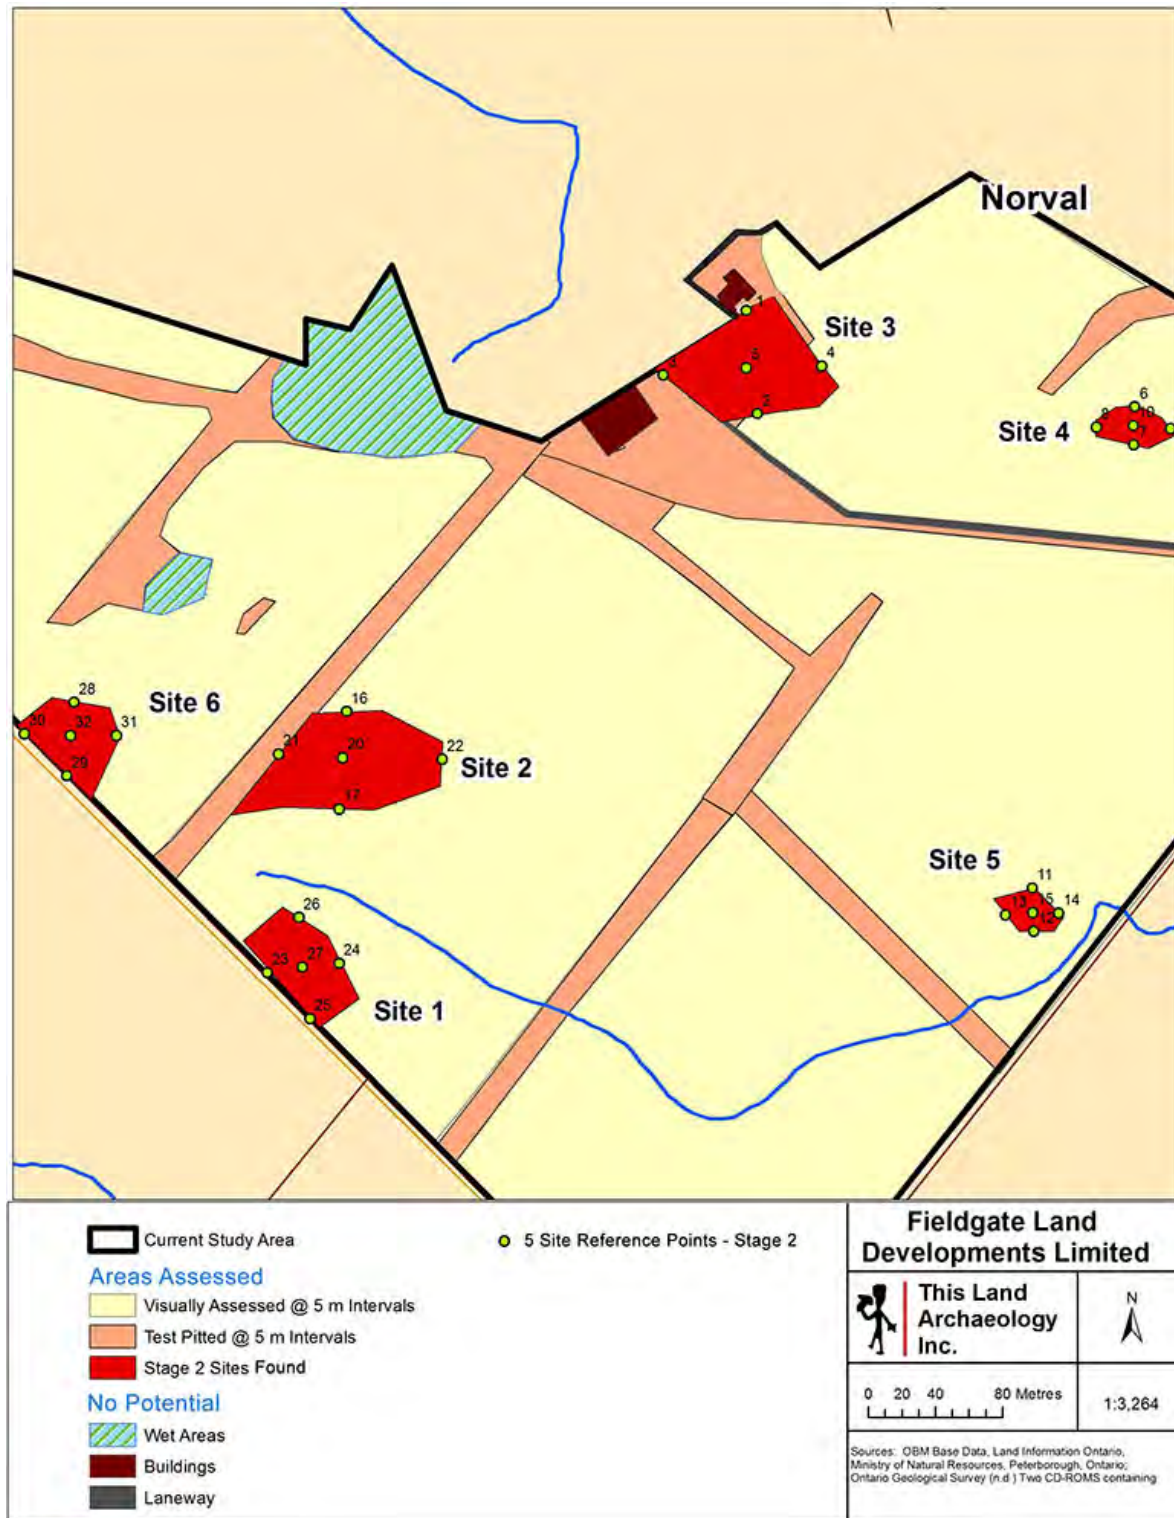 Norval
1
Site 3
3
5
4
2
6
8
10
Site 4
7
28
Site 6
30
32
31
29
16
21
20
22
Site 2
17
Site 5
11
13
15
14
12
26
23
27
24
25
Site 1
Current Study Area
5 Site Reference Points - Stage 2
Areas Assessed
Visually Assessed @ 5 m Intervals
Test Pitted @ 5 m Intervals
Stage 2 Sites Found
No Potential
Wet Areas
Buildings
Laneway
Fieldgate Land
Developments Limited
This Land
Archaeology
Inc.
N
0 20 40 80 Metres
1:3,264
Sources: OBM Base Data, Land Information Ontario,
Ministry of Natural Resources, Peterborough, Ontario;
Ontario Geological Survey (n.d ) Two CD-ROMS containing